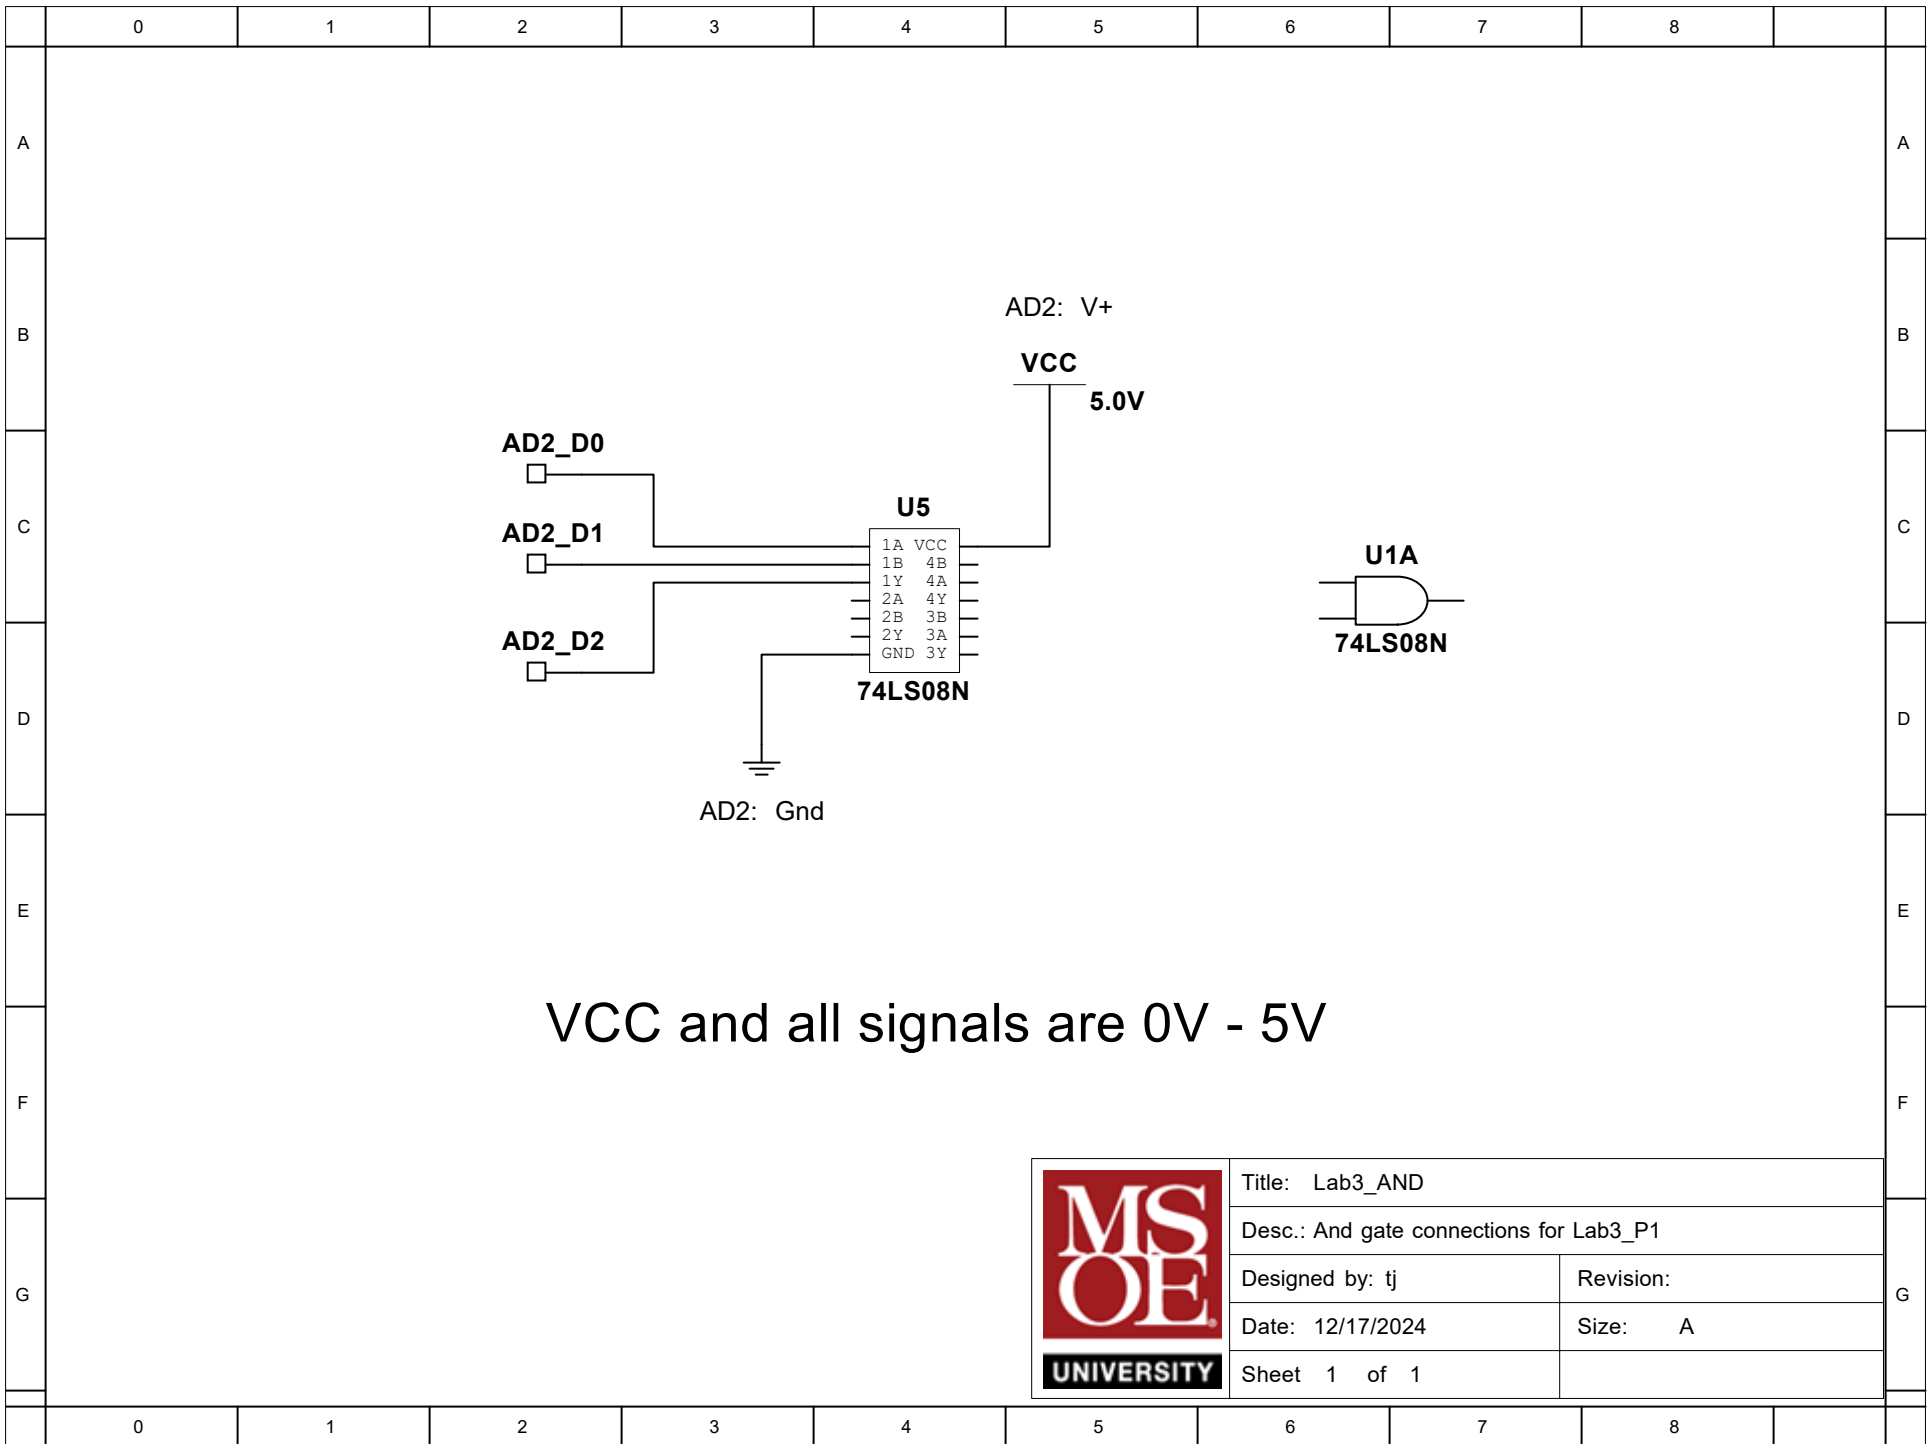 0 1 2 3 4 5 6 7 8
A A
B B
C C
D D
E E
F F
G G
AD2: V+
VCC
5.0V
AD2_D0
AD2_D1
AD2_D2
U5
1A VCC
1B 4B
1Y 4A
2A 4Y
2B 3B
2Y 3A
GND 3Y
74LS08N
U1A
74LS08N
AD2: Gnd
VCC and all signals are 0V - 5V
MS
OE
UNIVERSITY
Title: Lab3_AND
Desc.: And gate connections for Lab3_P1
Designed by: tj Revision:
Date: 12/17/2024 Size: A
Sheet 1 of 1
0 1 2 3 4 5 6 7 8